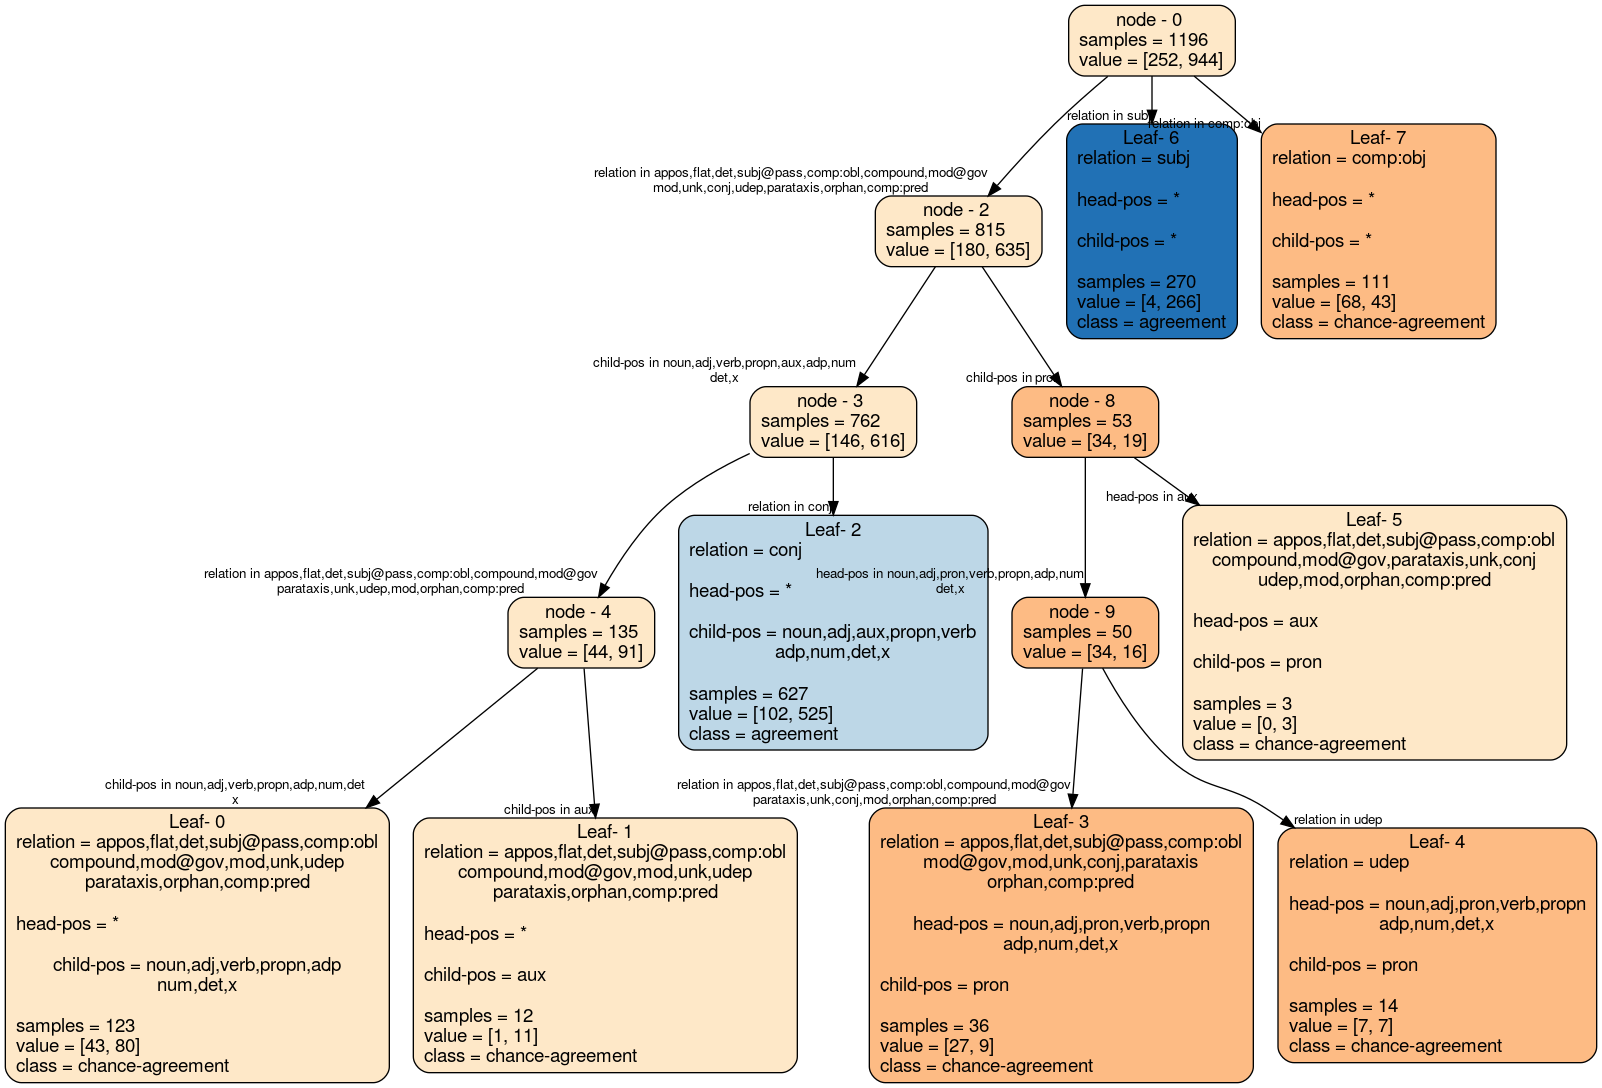 node - 0
samples = 1196
value = [252, 944]
relation in subj
relation in comp:obj
Leaf- 6
relation = subj
head-pos = *
child-pos = *
samples = 270
value = [4, 266]
class = agreement
Leaf- 7
relation = comp:obj
head-pos = *
child-pos = *
samples = 111
value = [68, 43]
class = chance-agreement
relation in appos,flat,det,subj@pass,comp:obl,compound,mod@gov
mod,unk,conj,udep,parataxis,orphan,comp:pred
node - 2
samples = 815
value = [180, 635]
child-pos in noun,adj,verb,propn,aux,adp,num
det,x
node - 3
samples = 762
value = [146, 616]
child-pos in pron
node - 8
samples = 53
value = [34, 19]
relation in appos,flat,det,subj@pass,comp:obl,compound,mod@gov
parataxis,unk,udep,mod,orphan,comp:pred
node - 4
samples = 135
value = [44, 91]
relation in conj
Leaf- 2
relation = conj
head-pos = *
child-pos = noun,adj,aux,propn,verb
adp,num,det,x
samples = 627
value = [102, 525]
class = agreement
head-pos in noun,adj,pron,verb,propn,adp,num
det,x
node - 9
samples = 50
value = [34, 16]
head-pos in aux
Leaf- 5
relation = appos,flat,det,subj@pass,comp:obl
compound,mod@gov,parataxis,unk,conj
udep,mod,orphan,comp:pred
head-pos = aux
child-pos = pron
samples = 3
value = [0, 3]
class = chance-agreement
child-pos in noun,adj,verb,propn,adp,num,det
x
Leaf- 0
relation = appos,flat,det,subj@pass,comp:obl
compound,mod@gov,mod,unk,udep
parataxis,orphan,comp:pred
head-pos = *
child-pos = noun,adj,verb,propn,adp
num,det,x
samples = 123
value = [43, 80]
class = chance-agreement
child-pos in aux
Leaf- 1
relation = appos,flat,det,subj@pass,comp:obl
compound,mod@gov,mod,unk,udep
parataxis,orphan,comp:pred
head-pos = *
child-pos = aux
samples = 12
value = [1, 11]
class = chance-agreement
relation in appos,flat,det,subj@pass,comp:obl,compound,mod@gov
parataxis,unk,conj,mod,orphan,comp:pred
Leaf- 3
relation = appos,flat,det,subj@pass,comp:obl
mod@gov,mod,unk,conj,parataxis
orphan,comp:pred
head-pos = noun,adj,pron,verb,propn
adp,num,det,x
child-pos = pron
samples = 36
value = [27, 9]
class = chance-agreement
relation in udep
Leaf- 4
relation = udep
head-pos = noun,adj,pron,verb,propn
adp,num,det,x
child-pos = pron
samples = 14
value = [7, 7]
class = chance-agreement